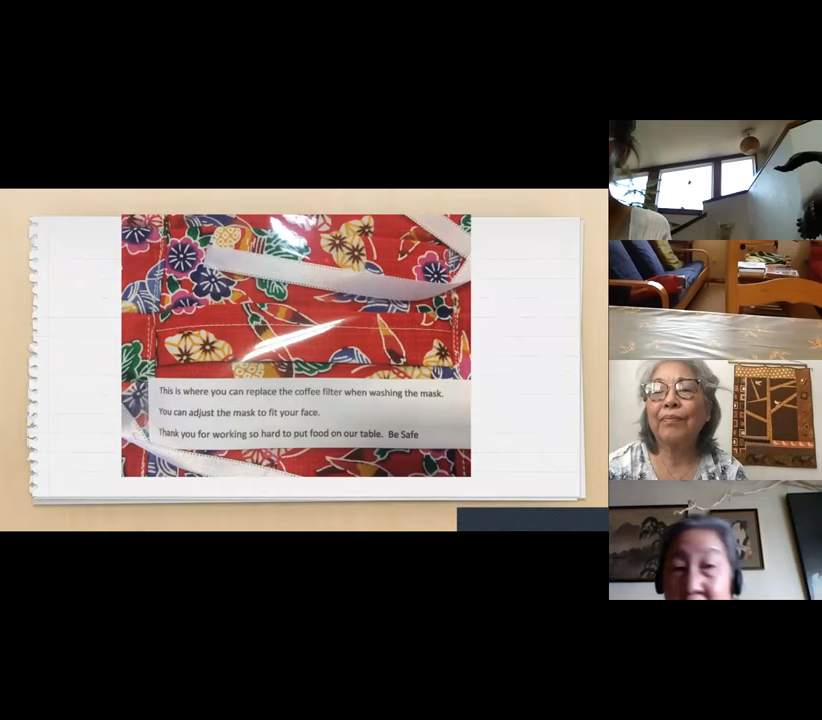 This is where you can replace the coffee filter when washing the mask.
You can adjust the mask to fit your face.
Thank you for working so hard to put food on our table.  Be Safe